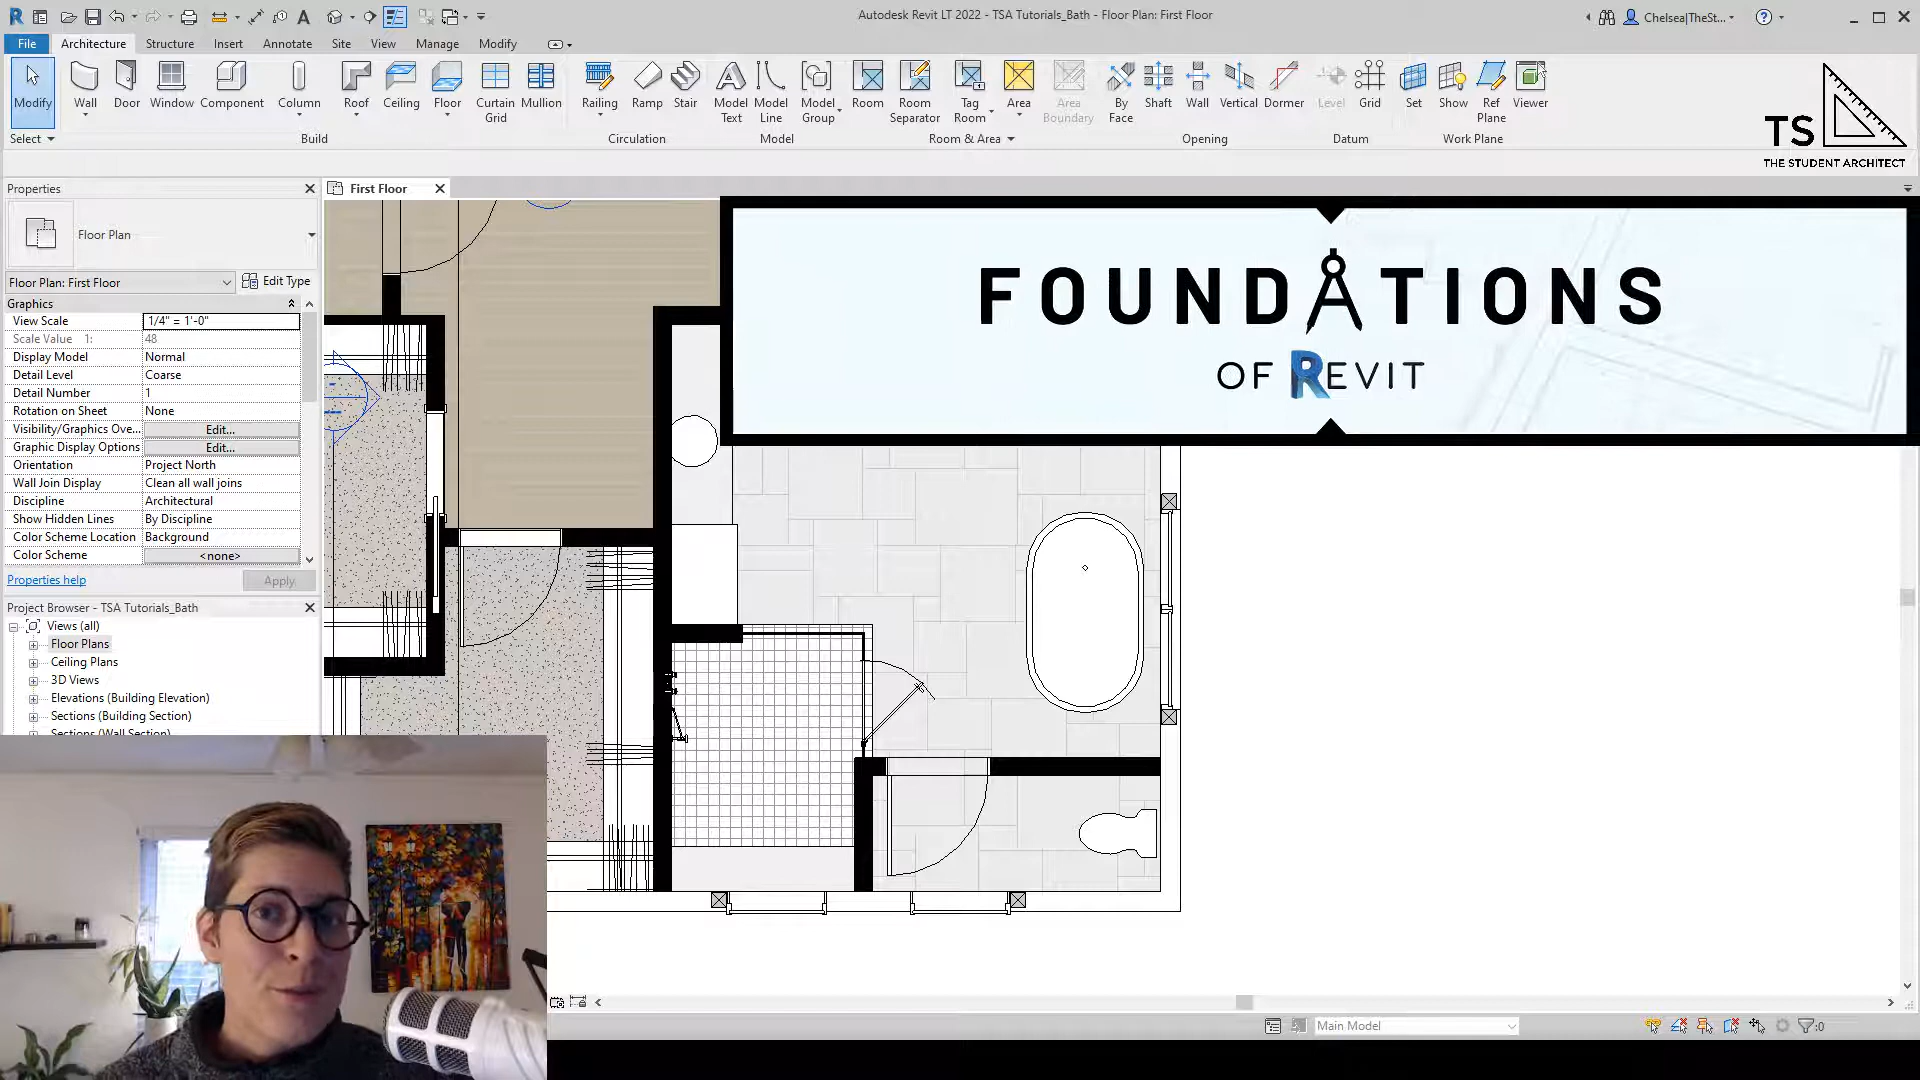 Autodesk Revit LT 2022 - TSA Tutorials_Bath - Floor Plan: First Floor
Chelsea|TheSt...
File Architecture Structure Insert Annotate Site View Manage Modify
Modify Wall Door Window Component Column Roof Ceiling Floor Curtain Grid Mullion Railing Ramp Stair Model Text Model Line Model Group Room Room Separator Tag Room Area Area Boundary By Face Shaft Wall Vertical Dormer Level Grid Set Show Ref Plane Viewer
Select Build Circulation Model Room & Area Opening Datum Work Plane
TS
THE STUDENT ARCHITECT
Properties
First Floor
Floor Plan
Floor Plan: First Floor Edit Type
Graphics
View Scale 1/4" = 1'-0"
Scale Value 1: 48
Display Model Normal
Detail Level Coarse
Detail Number 1
Rotation on Sheet None
Visibility/Graphics Ove... Edit...
Graphic Display Options Edit...
Orientation Project North
Wall Join Display Clean all wall joins
Discipline Architectural
Show Hidden Lines By Discipline
Color Scheme Location Background
Color Scheme <none>
Properties help Apply
Project Browser - TSA Tutorials_Bath
Views (all)
Floor Plans
Ceiling Plans
3D Views
Elevations (Building Elevation)
Sections (Building Section)
Sections (Wall Section)
FOUNDATIONS
OF REVIT
Main Model
:0